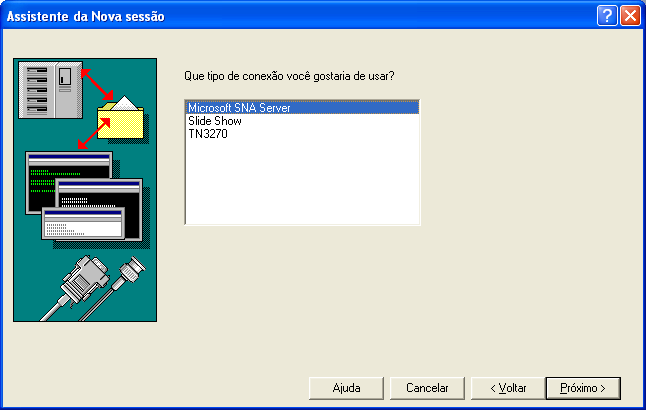 Assistente da Nova sessão
Que tipo de conexão você gostaria de usar?
Microsoft SNA Server
Slide Show
TN3270
Ajuda
Cancelar
< Voltar
Próximo >